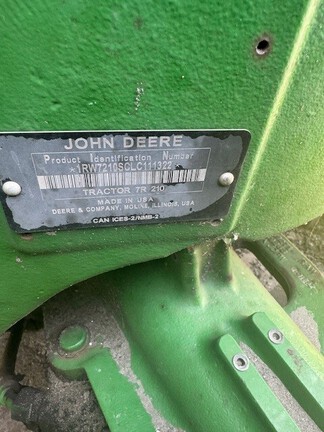 JOHN DEERE
Product Identification Number
*1RW7210SCLC111322*
TRACTOR 7R 210
MADE IN USA
DEERE & COMPANY, MOLINE, ILLINOIS, USA
CAN ICES-2/NMB-2